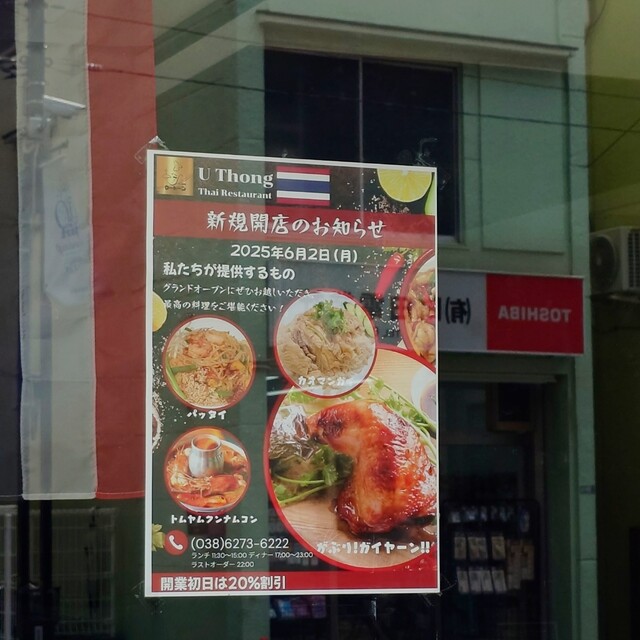 U Thong
Thai Restaurant
新規開店のお知らせ
2025年6月2日(月)
私たちが提供するもの
グランドオープンにぜひお越しいただき
最高の料理をご堪能ください!
カオマンガイ
パッタイ
トムヤムクンナムコン
がぶり!ガイヤーン!!
(038)6273-6222
ランチ 11:30~15:00 ディナー 17:00~23:00
ラストオーダー 22:00
開業初日は20%割引
TOSHIBA
(有)